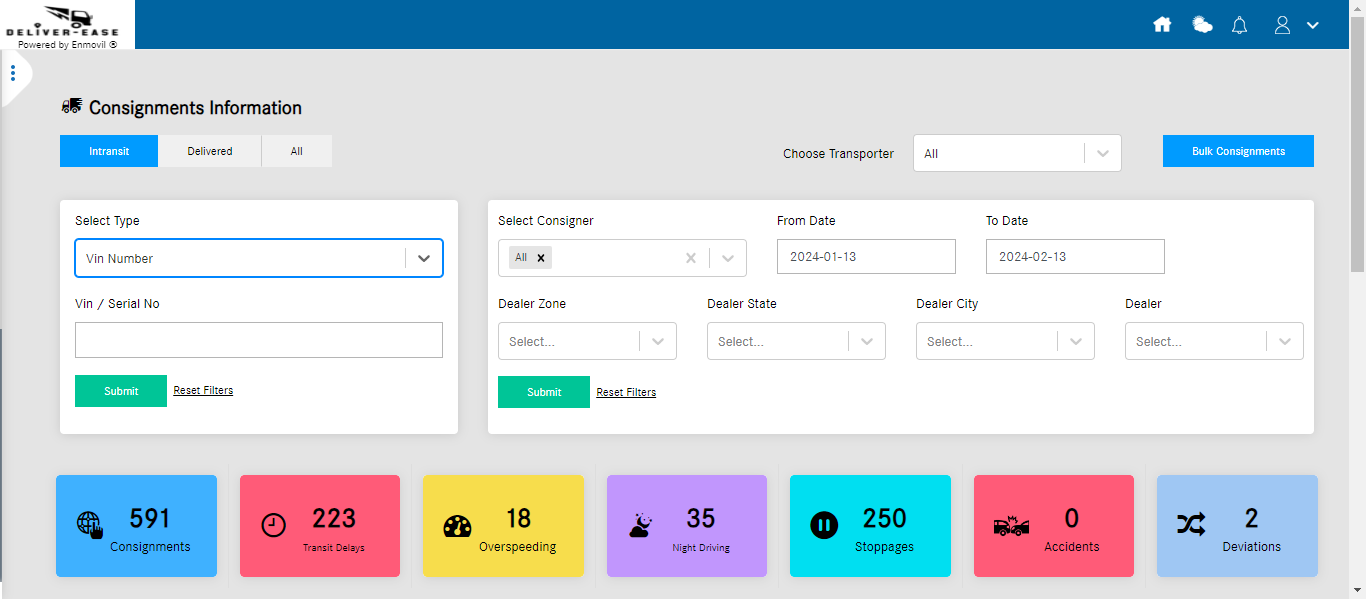 DELIVER-EASE
Powered by Enmovil ®
Consignments Information
Intransit Delivered All
Choose Transporter All
Bulk Consignments
Select Type
Vin Number
Vin / Serial No
Submit Reset Filters
Select Consigner From Date To Date
All 2024-01-13 2024-02-13
Dealer Zone Dealer State Dealer City Dealer
Select... Select... Select... Select...
Submit Reset Filters
591 223 18 35 250 0 2
Consignments Transit Delays Overspeeding Night Driving Stoppages Accidents Deviations